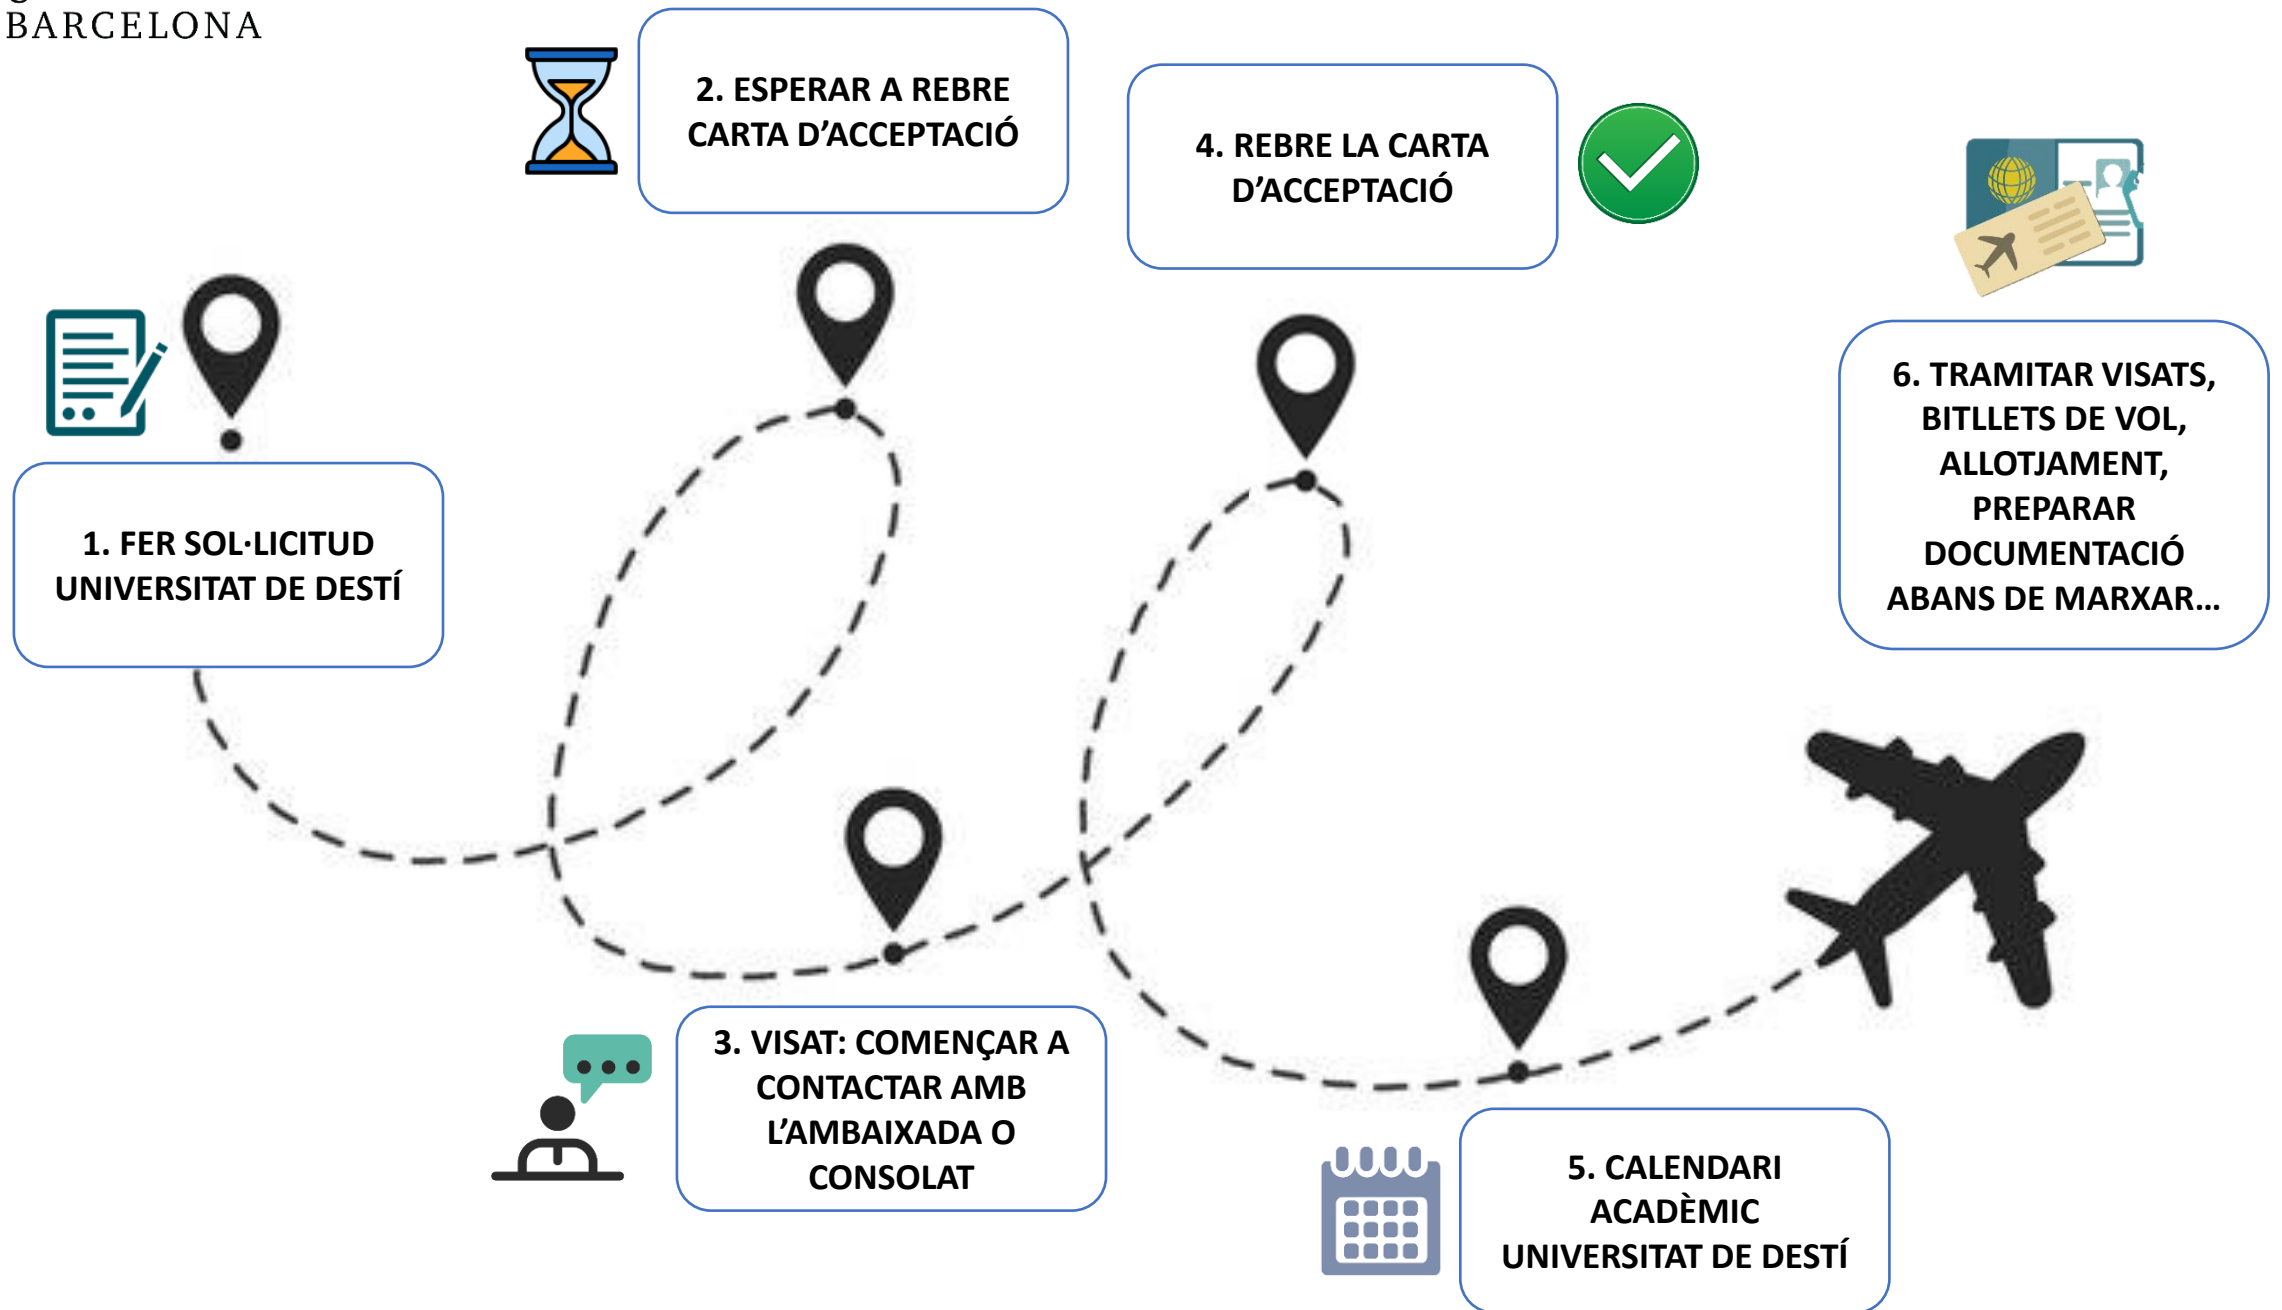 BARCELONA
1. FER SOL·LICITUD
UNIVERSITAT DE DESTÍ
2. ESPERAR A REBRE
CARTA D’ACCEPTACIÓ
3. VISAT: COMENÇAR A
CONTACTAR AMB
L’AMBAIXADA O
CONSOLAT
4. REBRE LA CARTA
D’ACCEPTACIÓ
5. CALENDARI
ACADÈMIC
UNIVERSITAT DE DESTÍ
6. TRAMITAR VISATS,
BITLLETS DE VOL,
ALLOTJAMENT,
PREPARAR
DOCUMENTACIÓ
ABANS DE MARXAR…